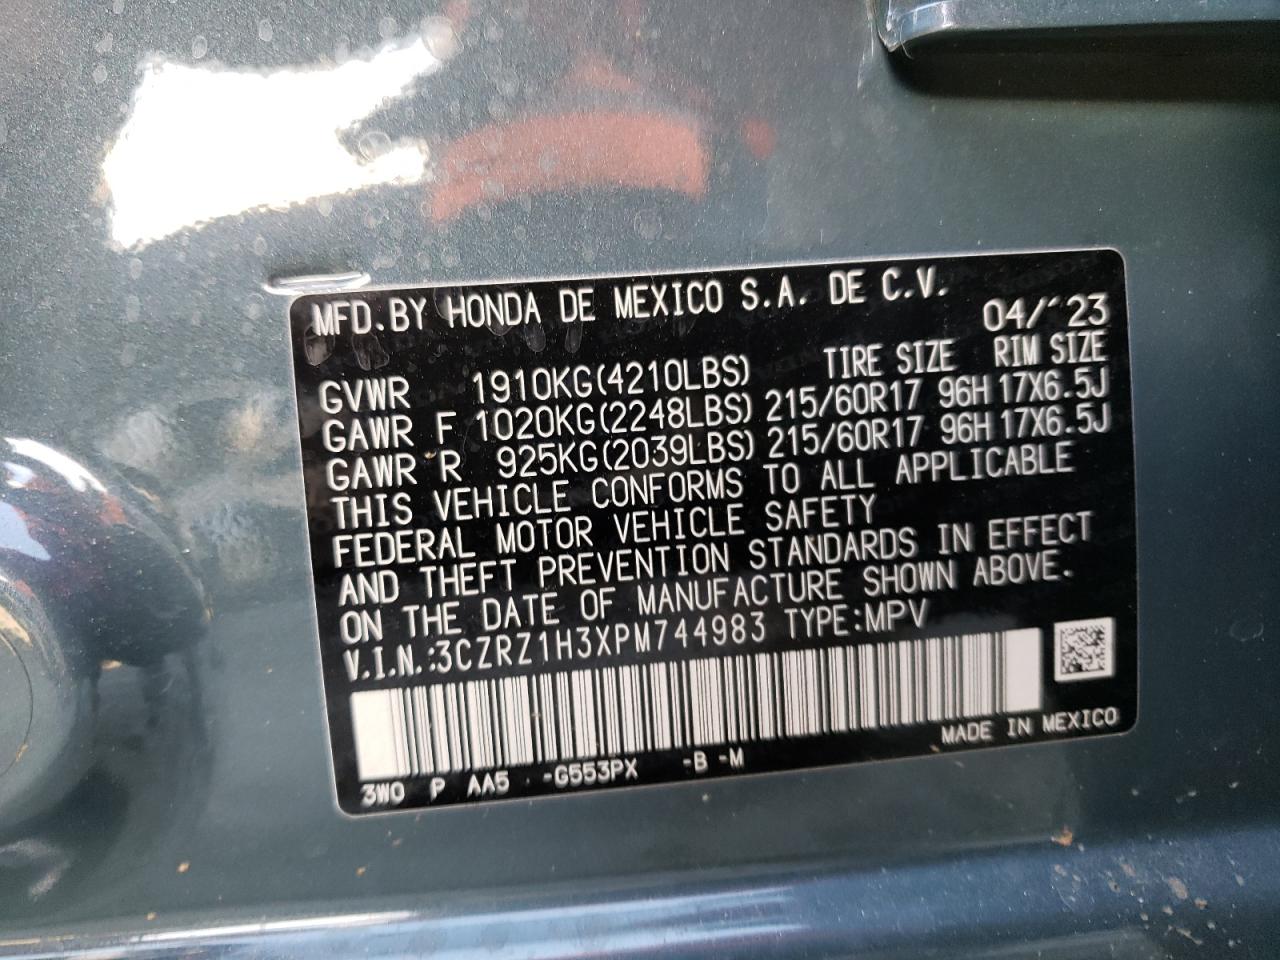 MFD.BY HONDA DE MEXICO S.A. DE C.V.
04/`23
TIRE SIZE RIM SIZE
GVWR 1910KG(4210LBS)
GAWR F 1020KG(2248LBS) 215/60R17 96H 17X6.5J
GAWR R 925KG(2039LBS) 215/60R17 96H 17X6.5J
THIS VEHICLE CONFORMS TO ALL APPLICABLE
FEDERAL MOTOR VEHICLE SAFETY
AND THEFT PREVENTION STANDARDS IN EFFECT
ON THE DATE OF MANUFACTURE SHOWN ABOVE.
V.I.N.:3CZRZ1H3XPM744983 TYPE:MPV
MADE IN MEXICO
3WO P AA5 -G553PX -B -M